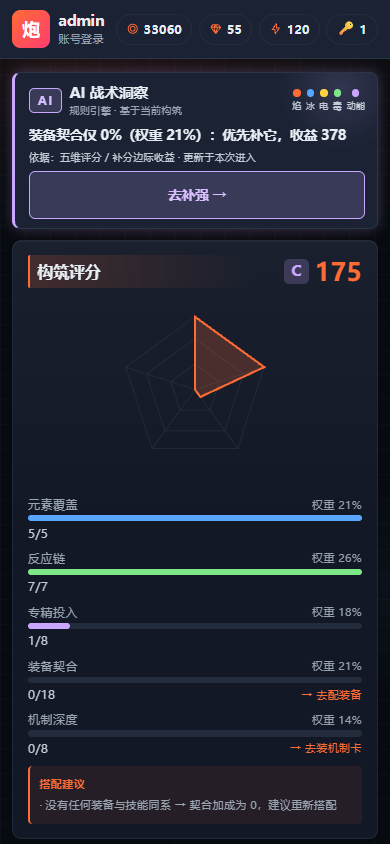 炮
admin
账号登录
33060
55
120
1
AI
AI 战术洞察
规则引擎 · 基于当前构筑
焰 冰 电 毒 动能
装备契合仅 0%（权重 21%）：优先补它，收益 378
依据：五维评分 / 补分边际收益 · 更新于本次进入
去补强 →
构筑评分
C 175
元素覆盖
权重 21%
5/5
反应链
权重 26%
7/7
专精投入
权重 18%
1/8
装备契合
权重 21%
0/18
→ 去配装备
机制深度
权重 14%
0/8
→ 去装机制卡
搭配建议
· 没有任何装备与技能同系 → 契合加成为 0，建议重新搭配